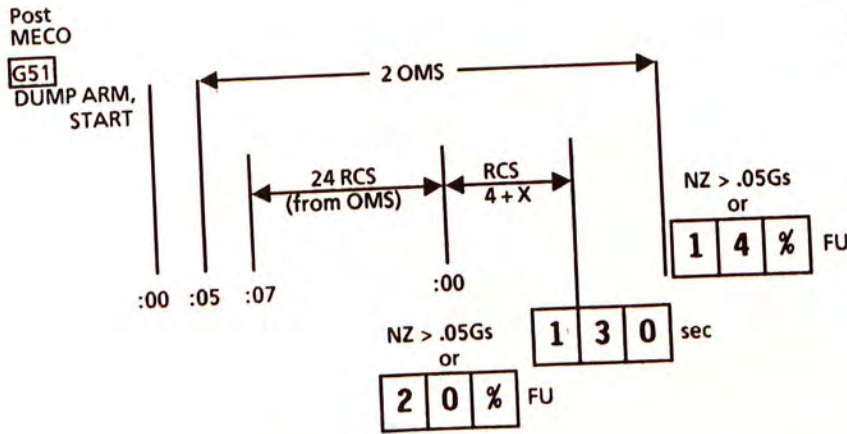 Post
MECO
G51
DUMP ARM,
START
2 OMS
24 RCS
(from OMS)
RCS
4 + X
NZ > .05Gs
or
1 4 % FU
:00 :05 :07 :00
1 3 0 sec
NZ > .05Gs
or
2 0 % FU